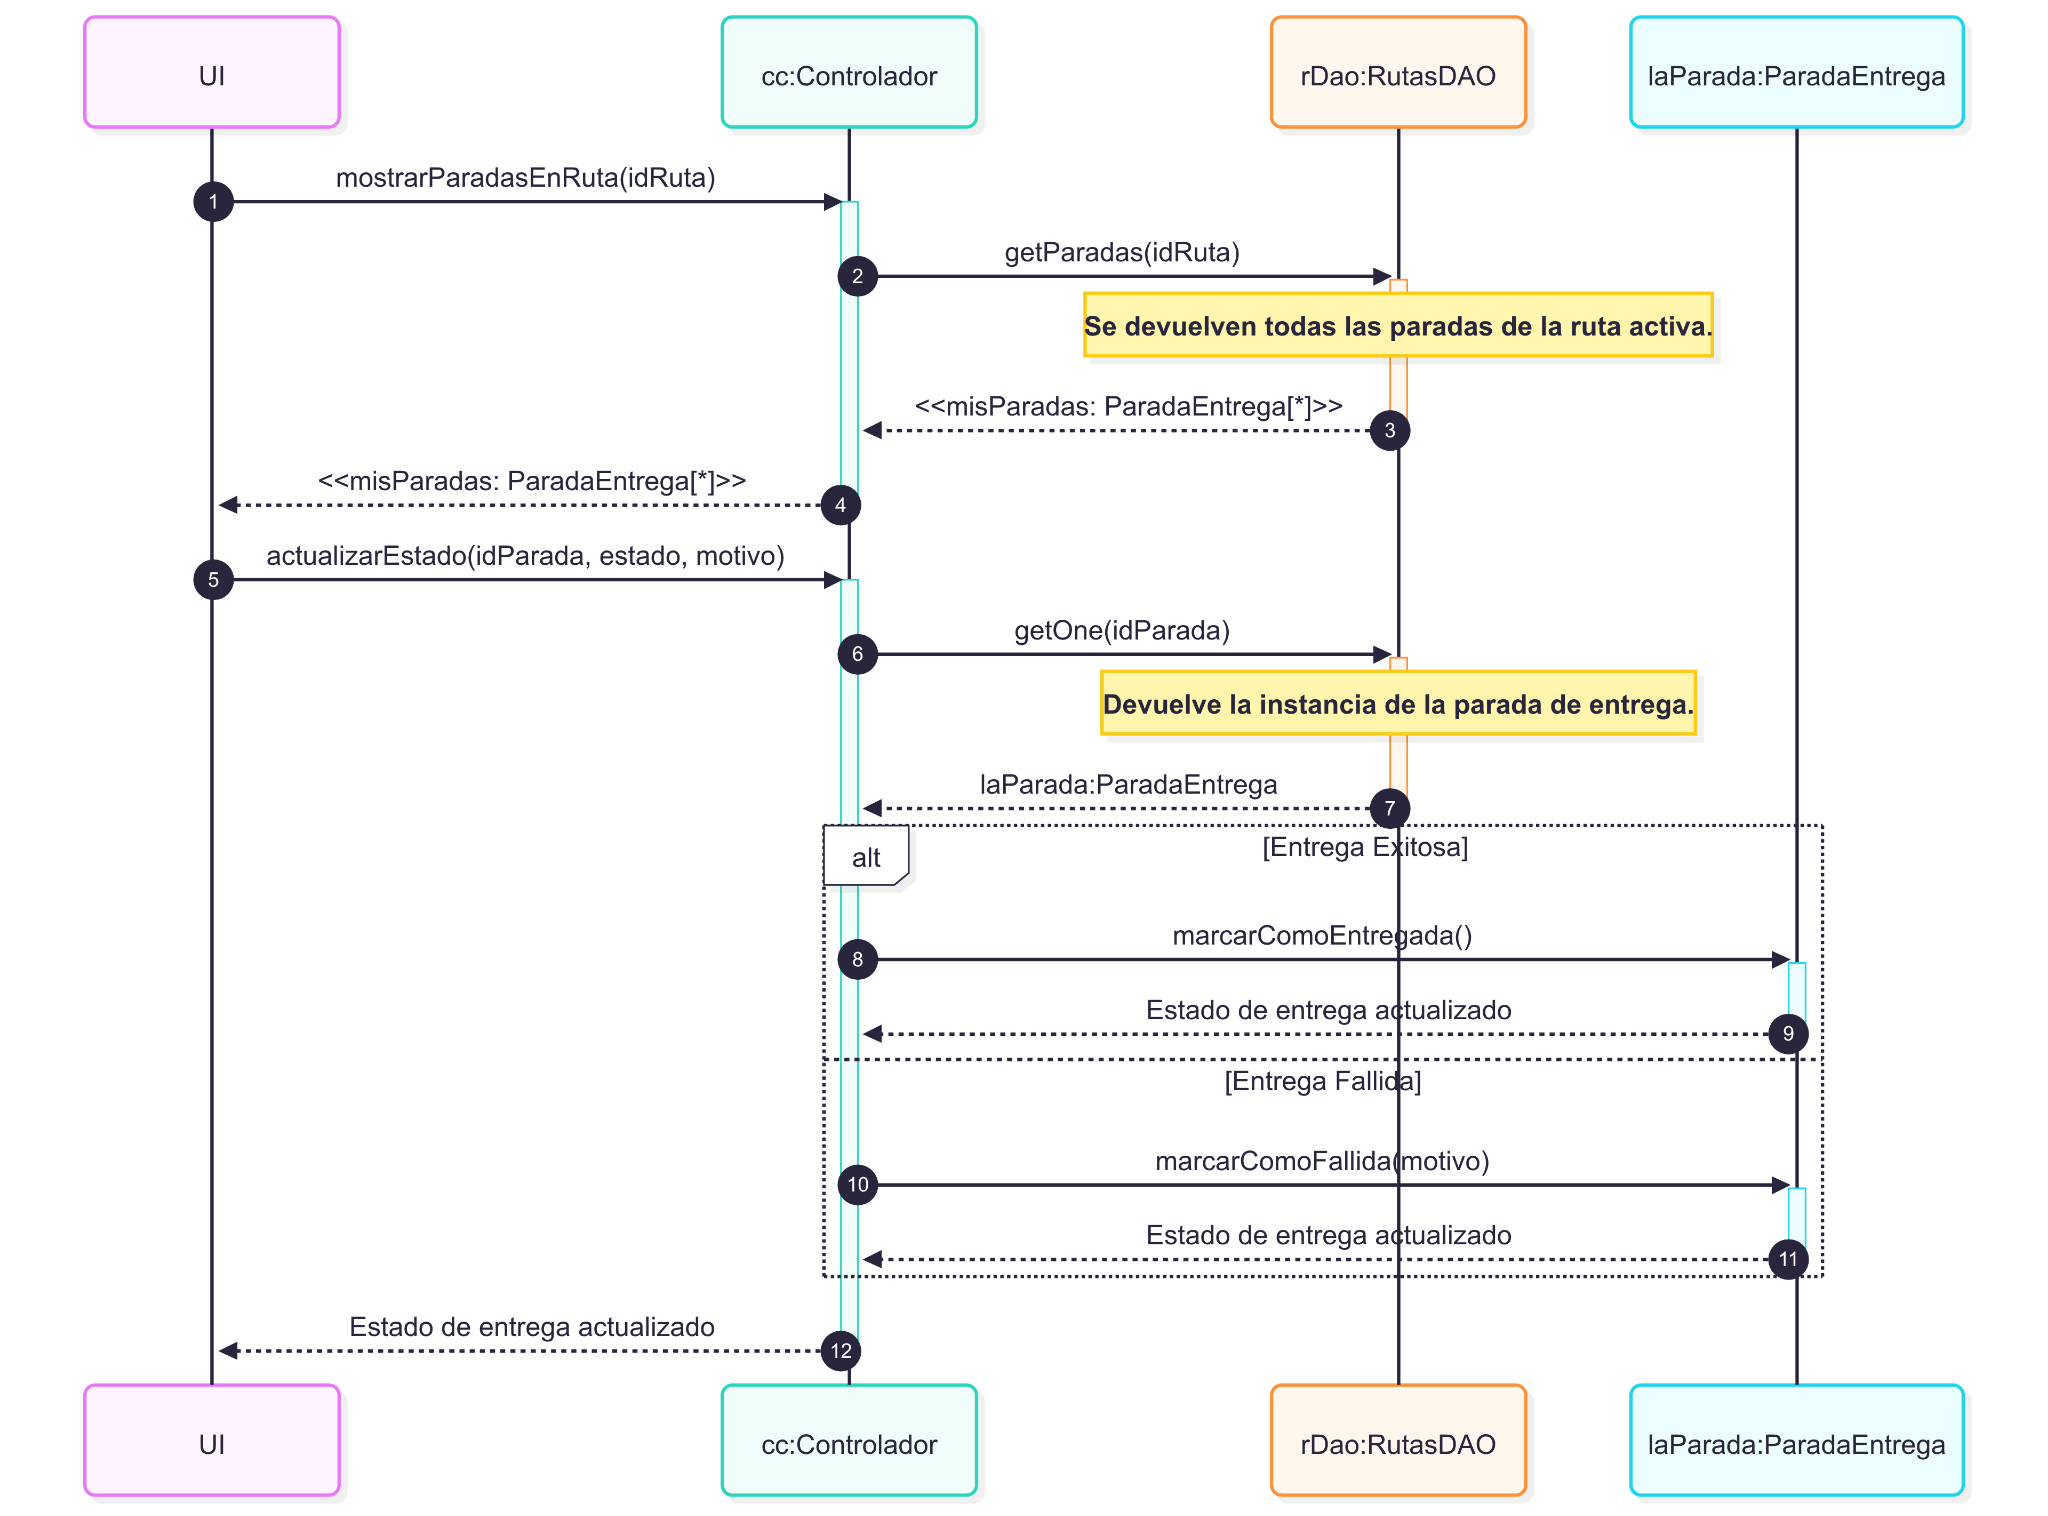 UI
cc:Controlador
rDao:RutasDAO
laParada:ParadaEntrega
mostrarParadasEnRuta(idRuta)
1
getParadas(idRuta)
2
Se devuelven todas las paradas de la ruta activa.
<<misParadas: ParadaEntrega[*]>>
3
<<misParadas: ParadaEntrega[*]>>
4
actualizarEstado(idParada, estado, motivo)
5
getOne(idParada)
6
Devuelve la instancia de la parada de entrega.
laParada:ParadaEntrega
7
alt
[Entrega Exitosa]
marcarComoEntregada()
8
Estado de entrega actualizado
9
[Entrega Fallida]
marcarComoFallida(motivo)
10
Estado de entrega actualizado
11
Estado de entrega actualizado
12
UI
cc:Controlador
rDao:RutasDAO
laParada:ParadaEntrega